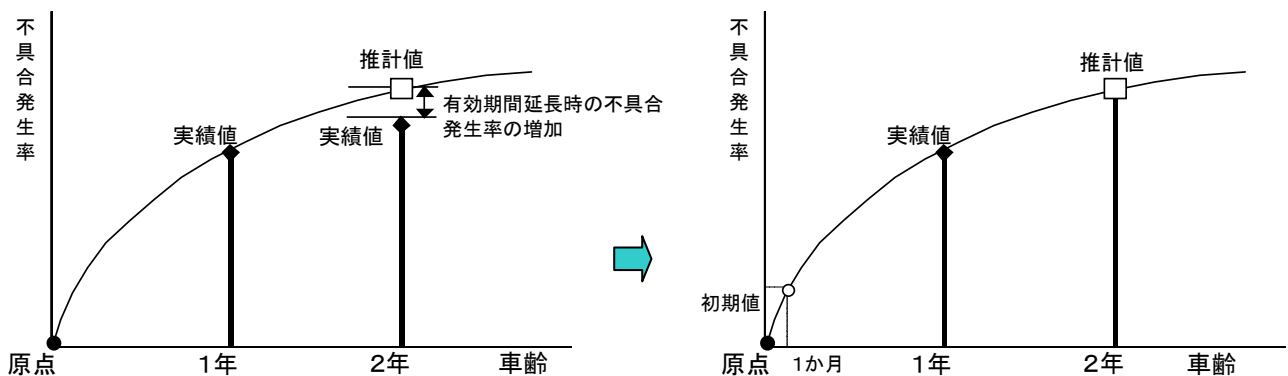 不具合発生率
推計値
有効期間延長時の不具合
発生率の増加
実績値
実績値
原点
1年
2年
車齢
不具合発生率
推計値
実績値
初期値
原点
1か月
1年
2年
車齢